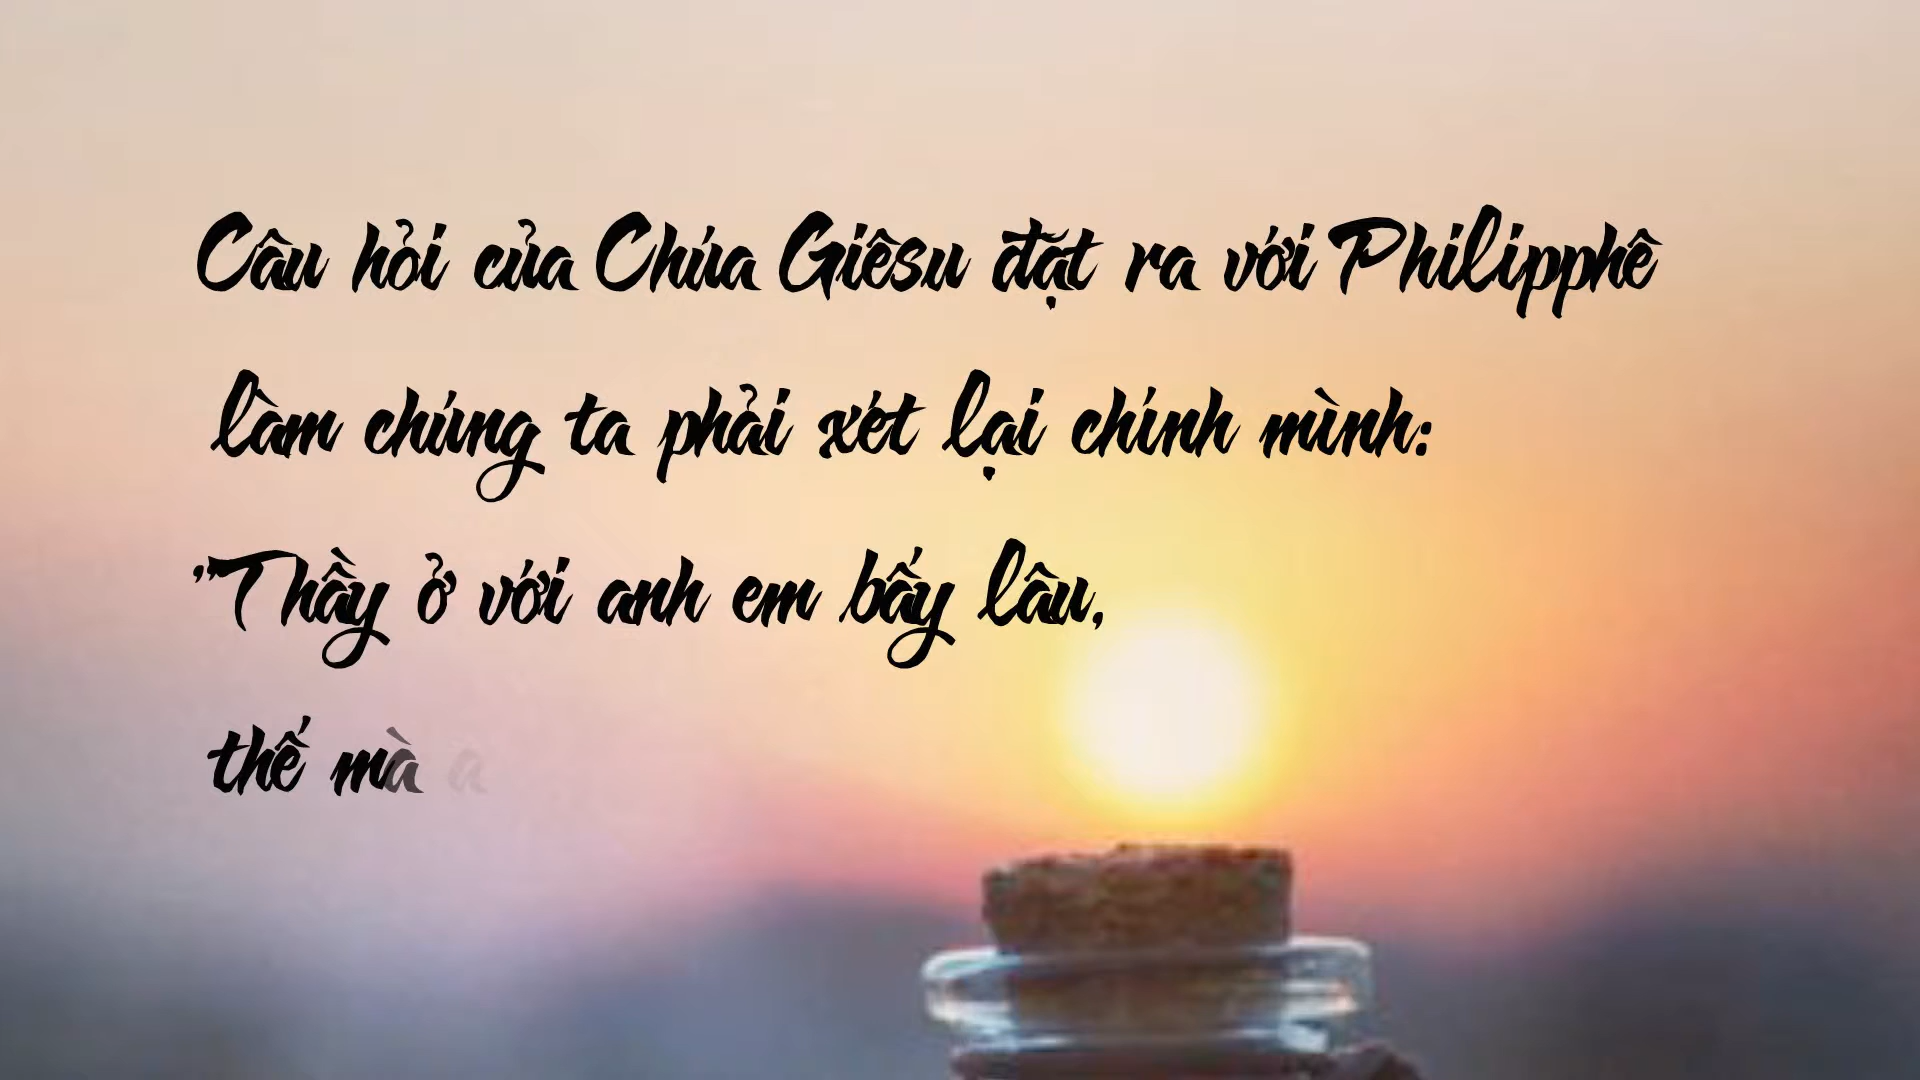 Câu hỏi của Chúa Giêsu đặt ra với Philipphê
làm chúng ta phải xét lại chính mình:
"Thầy ở với anh em bấy lâu,
thế mà a